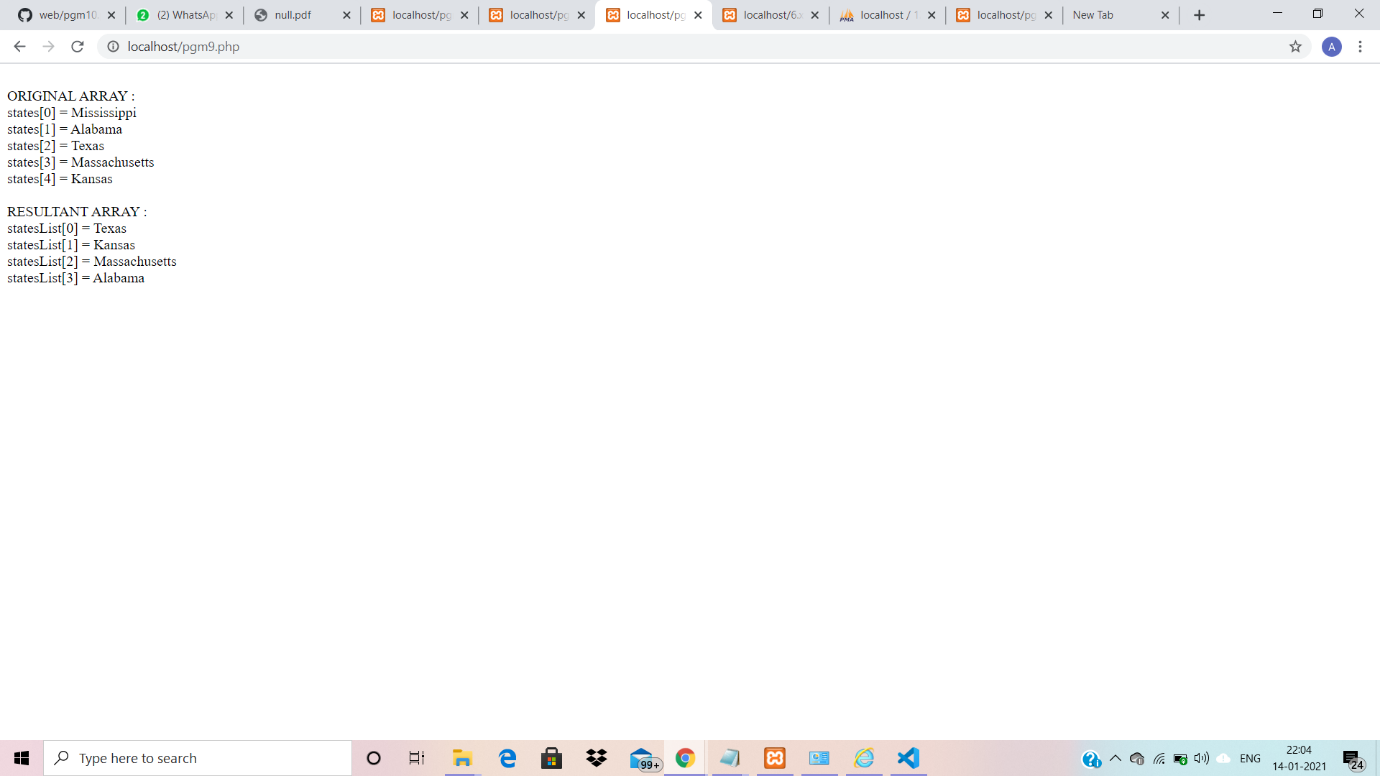 web/pgm10.
(2) WhatsApp
null.pdf
localhost/pg
localhost/pg
localhost/pg
localhost/6.
localhost / 1
localhost/pg
New Tab
localhost/pgm9.php
A
ORIGINAL ARRAY :
states[0] = Mississippi
states[1] = Alabama
states[2] = Texas
states[3] = Massachusetts
states[4] = Kansas
RESULTANT ARRAY :
statesList[0] = Texas
statesList[1] = Kansas
statesList[2] = Massachusetts
statesList[3] = Alabama
Type here to search
99+
ENG
22:04
14-01-2021
24